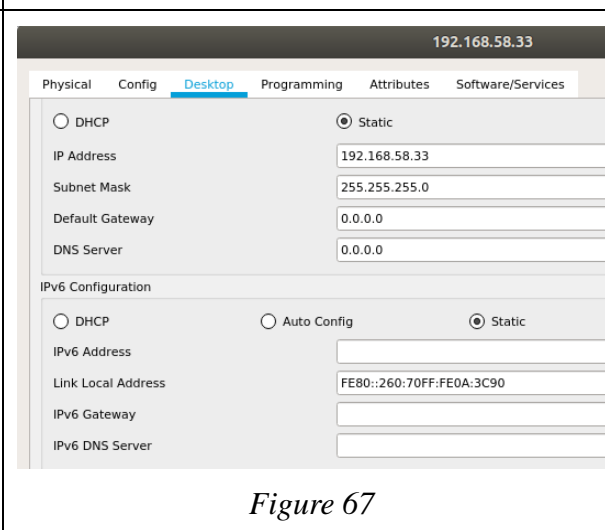 192.168.58.33
Physical Config Desktop Programming Attributes Software/Services
DHCP Static
IP Address 192.168.58.33
Subnet Mask 255.255.255.0
Default Gateway 0.0.0.0
DNS Server 0.0.0.0
IPv6 Configuration
DHCP Auto Config Static
IPv6 Address
Link Local Address FE80::260:70FF:FE0A:3C90
IPv6 Gateway
IPv6 DNS Server
Figure 67